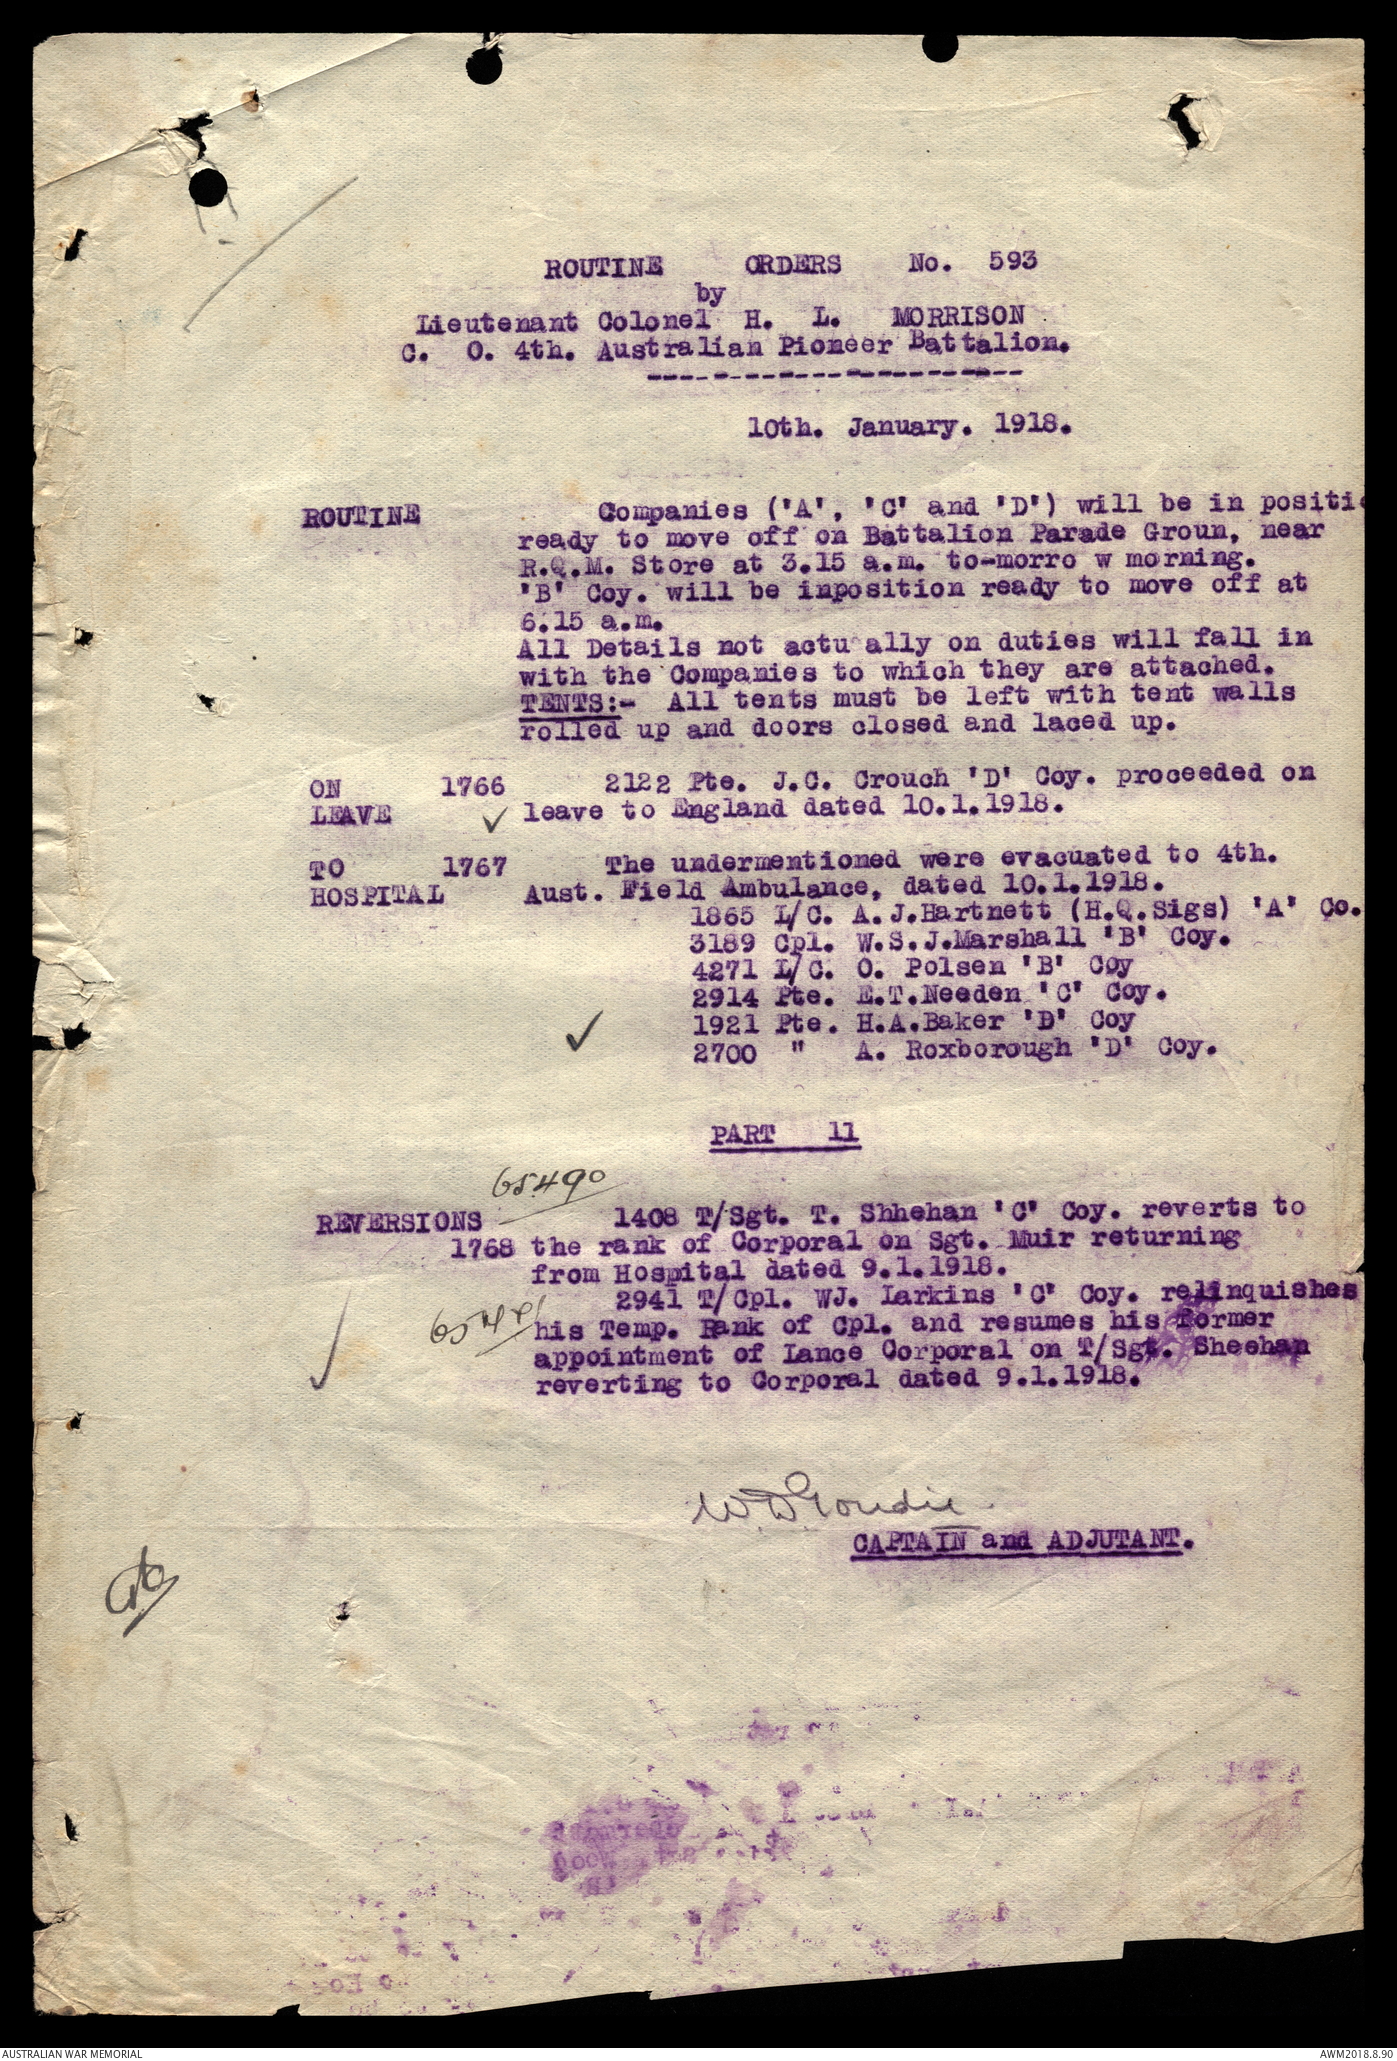 ROUTINE ORDERS No. 593
by
Lieutenant Colonel H. L. MORRISON
C. O. 4th. Australian Pioneer Battalion.
10th. January. 1918.
ROUTINE Companies ('A', 'C' and 'D') will be in positi
ready to move off on Battalion Parade Groun, near
R.Q.M. Store at 3.15 a.m. to-morro w morning.
'B' Coy. will be inposition ready to move off at
6.15 a.m.
All Details not actually on duties will fall in
with the Companies to which they are attached.
TENTS:- All tents must be left with tent walls
rolled up and doors closed and laced up.
ON 1766 2122 Pte. J.C. Crouch 'D' Coy. proceeded on
LEAVE leave to England dated 10.1.1918.
TO 1767 The undermentioned were evacuated to 4th.
HOSPITAL Aust. Field Ambulance, dated 10.1.1918.
1865 L/C. A.J.Hartnett (H.Q.Sigs) 'A' Co.
3189 Cpl. W.S.J.Marshall 'B' Coy.
4271 L/C. O. Polsen 'B' Coy
2914 Pte. E.T.Needen 'C' Coy.
1921 Pte. H.A.Baker 'D' Coy
2700 " A. Roxborough 'D' Coy.
PART 11
65490
REVERSIONS 1408 T/Sgt. T. Shhehan 'C' Coy. reverts to
1768 the rank of Corporal on Sgt. Muir returning
from Hospital dated 9.1.1918.
2941 T/Cpl. WJ. Larkins 'C' Coy. relinquishes
his Temp. Rank of Cpl. and resumes his former
appointment of Lance Corporal on T/Sgt. Sheehan
reverting to Corporal dated 9.1.1918.
W.D. Goudie
CAPTAIN and ADJUTANT.
AUSTRALIAN WAR MEMORIAL AWM2018.8.90